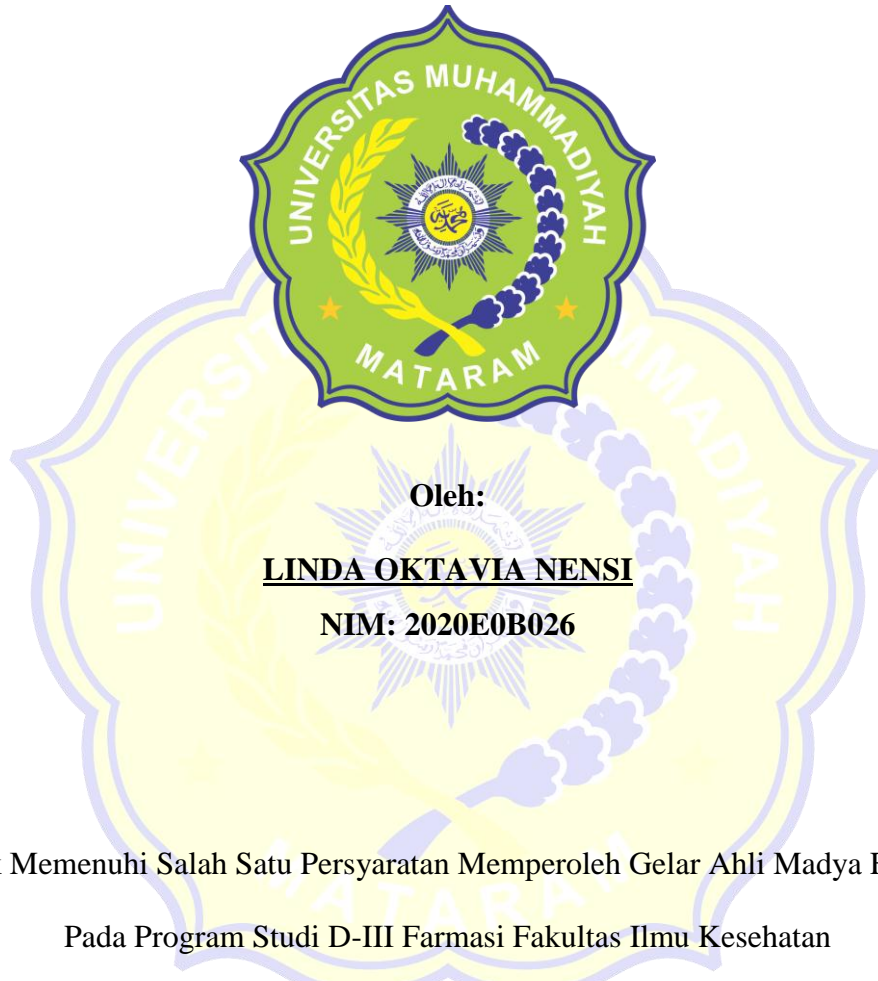 UNIVERSITAS MUHAMMADIYAH
MATARAM
Oleh:
LINDA OKTAVIA NENSI
NIM: 2020E0B026
Memenuhi Salah Satu Persyaratan Memperoleh Gelar Ahli Madya
Pada Program Studi D-III Farmasi Fakultas Ilmu Kesehatan